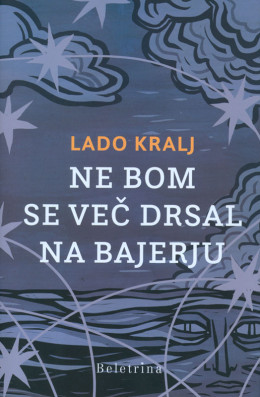 LADO KRALJ
NE BOM
SE VEČ DRSAL
NA BAJERJU
Beletrina